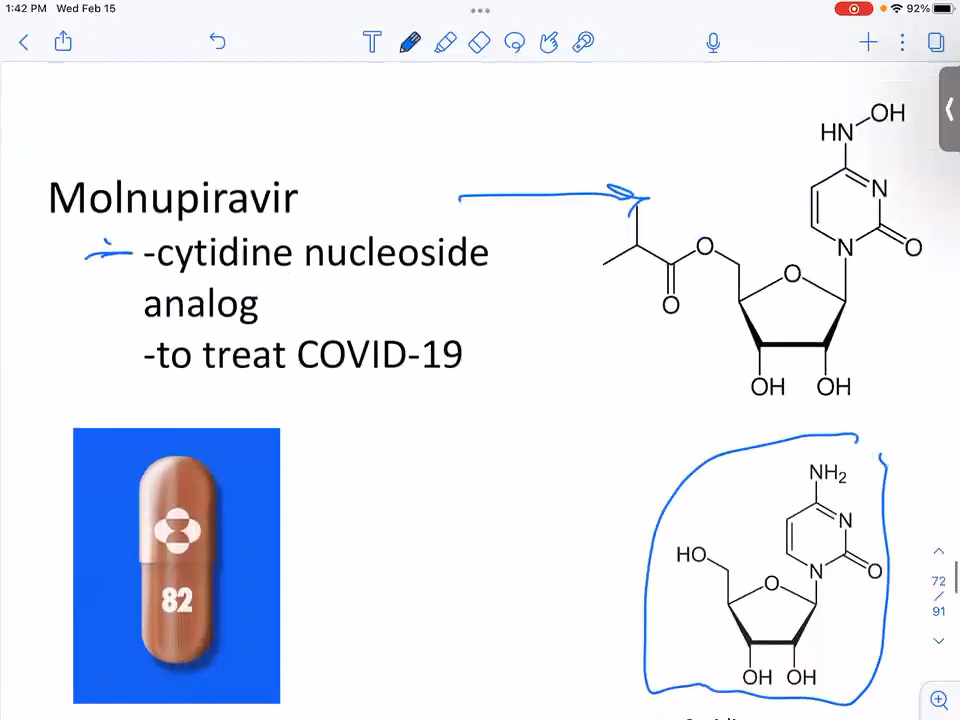 1:42 PM Wed Feb 15
92%
T
HN
OH
Molnupiravir
N
-cytidine nucleoside
O
N
O
analog
O
O
-to treat COVID-19
OH
OH
NH2
N
HO
N
O
O
72
/
91
82
OH
OH